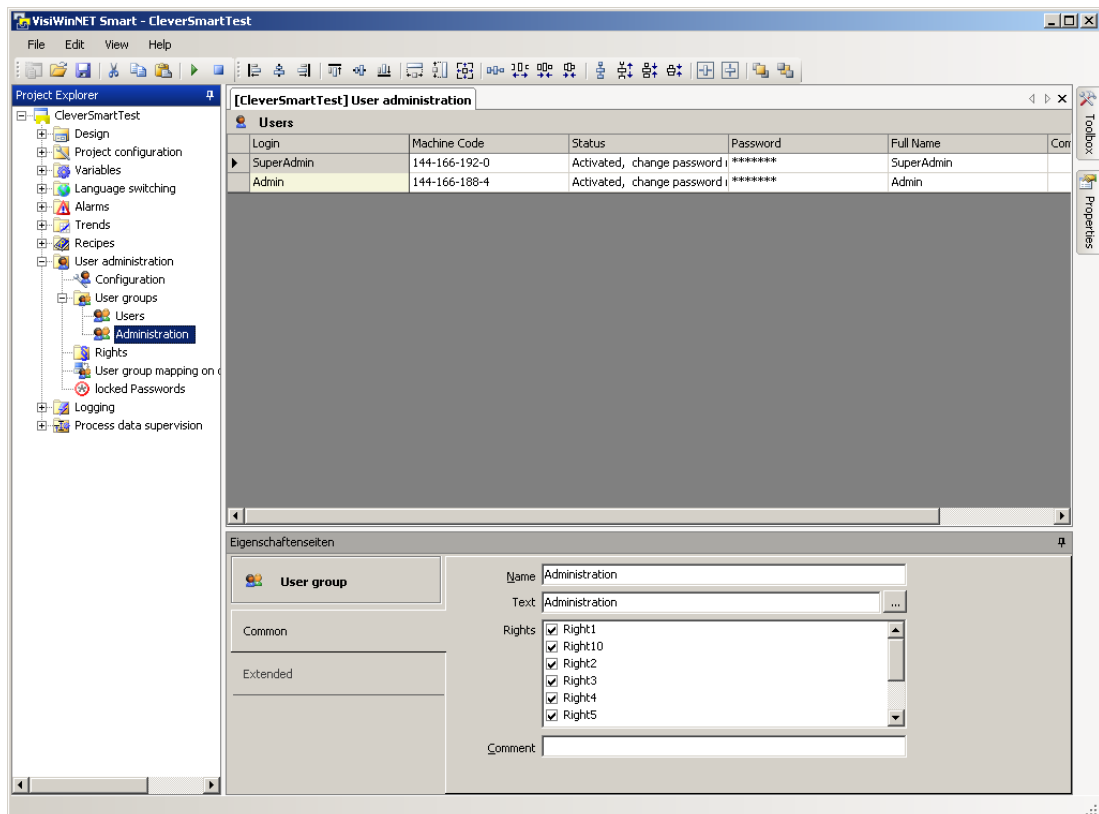 VisiWinNET Smart - CleverSmartTest
File Edit View Help
Project Explorer
CleverSmartTest
Design
Project configuration
Variables
Language switching
Alarms
Trends
Recipes
User administration
Configuration
User groups
Users
Administration
Rights
User group mapping on
locked Passwords
Logging
Process data supervision
[CleverSmartTest] User administration
Users
Login Machine Code Status Password Full Name
SuperAdmin 144-166-192-0 Activated, change password ******* SuperAdmin
Admin 144-166-188-4 Activated, change password ******* Admin
Toolbox
Properties
Eigenschaftenseiten
User group
Common
Extended
Name Administration
Text Administration
...
Rights Right1
Right10
Right2
Right3
Right4
Right5
Comment